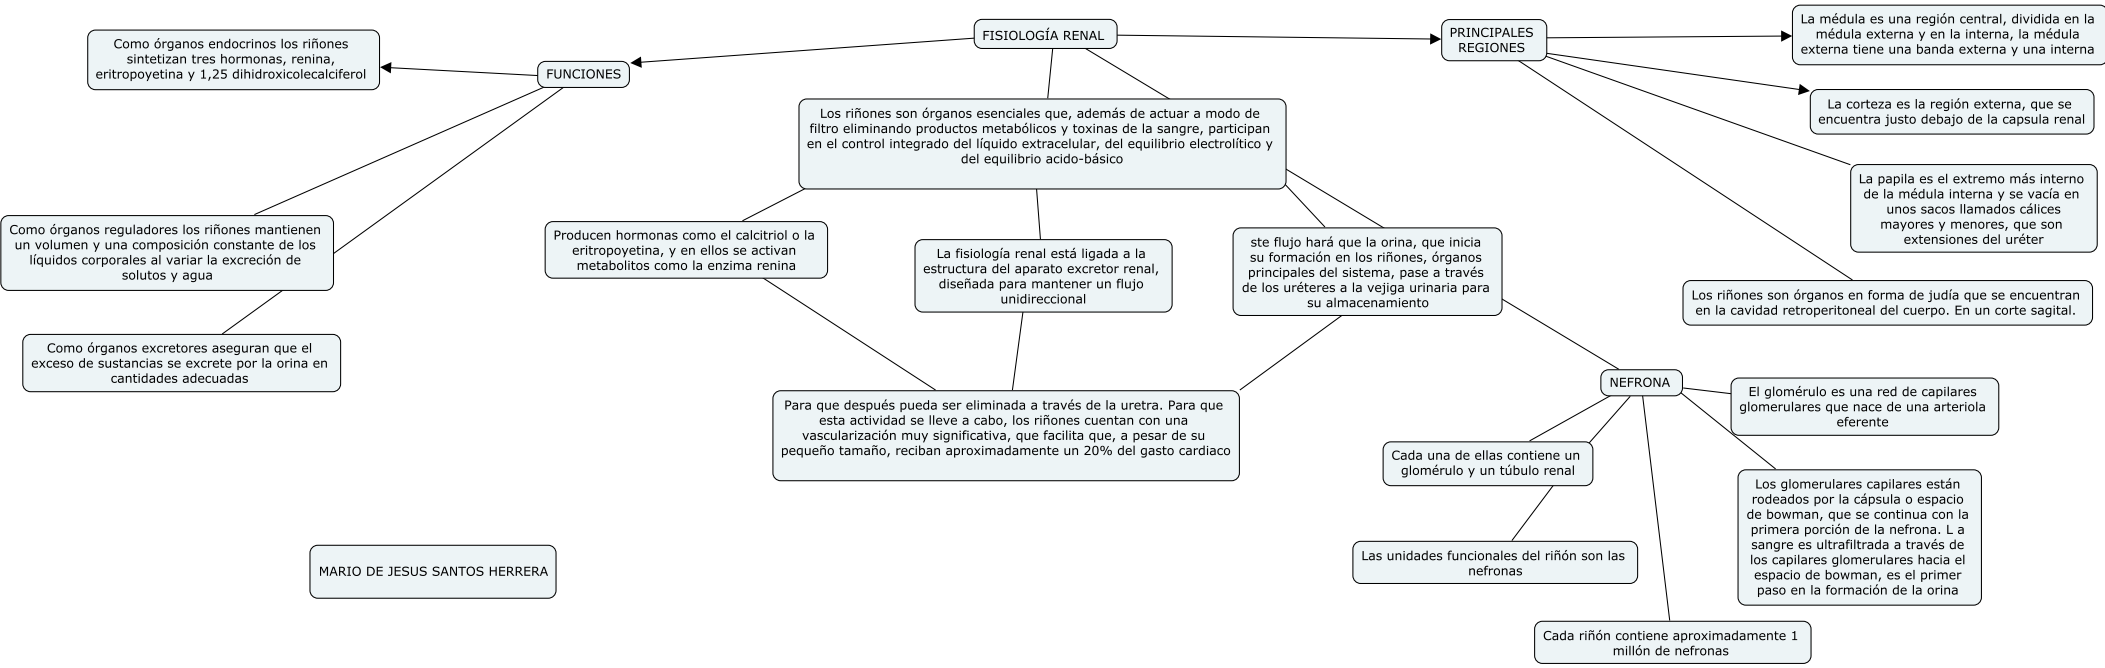 FISIOLOGÍA RENAL
FUNCIONES
Como órganos endocrinos los riñones
sintetizan tres hormonas, renina,
eritropoyetina y 1,25 dihidroxicolecalciferol
Como órganos reguladores los riñones mantienen
un volumen y una composición constante de los
líquidos corporales al variar la excreción de
solutos y agua
Como órganos excretores aseguran que el
exceso de sustancias se excrete por la orina en
cantidades adecuadas
Los riñones son órganos esenciales que, además de actuar a modo de
filtro eliminando productos metabólicos y toxinas de la sangre, participan
en el control integrado del líquido extracelular, del equilibrio electrolítico y
del equilibrio acido-básico
Producen hormonas como el calcitriol o la
eritropoyetina, y en ellos se activan
metabolitos como la enzima renina
La fisiología renal está ligada a la
estructura del aparato excretor renal,
diseñada para mantener un flujo
unidireccional
ste flujo hará que la orina, que inicia
su formación en los riñones, órganos
principales del sistema, pase a través
de los uréteres a la vejiga urinaria para
su almacenamiento
Para que después pueda ser eliminada a través de la uretra. Para que
esta actividad se lleve a cabo, los riñones cuentan con una
vascularización muy significativa, que facilita que, a pesar de su
pequeño tamaño, reciban aproximadamente un 20% del gasto cardiaco
PRINCIPALES
REGIONES
La médula es una región central, dividida en la
médula externa y en la interna, la médula
externa tiene una banda externa y una interna
La corteza es la región externa, que se
encuentra justo debajo de la capsula renal
La papila es el extremo más interno
de la médula interna y se vacía en
unos sacos llamados cálices
mayores y menores, que son
extensiones del uréter
Los riñones son órganos en forma de judía que se encuentran
en la cavidad retroperitoneal del cuerpo. En un corte sagital.
NEFRONA
El glomérulo es una red de capilares
glomerulares que nace de una arteriola
eferente
Cada una de ellas contiene un
glomérulo y un túbulo renal
Los glomerulares capilares están
rodeados por la cápsula o espacio
de bowman, que se continua con la
primera porción de la nefrona. L a
sangre es ultrafiltrada a través de
los capilares glomerulares hacia el
espacio de bowman, es el primer
paso en la formación de la orina
Las unidades funcionales del riñón son las
nefronas
Cada riñón contiene aproximadamente 1
millón de nefronas
MARIO DE JESUS SANTOS HERRERA